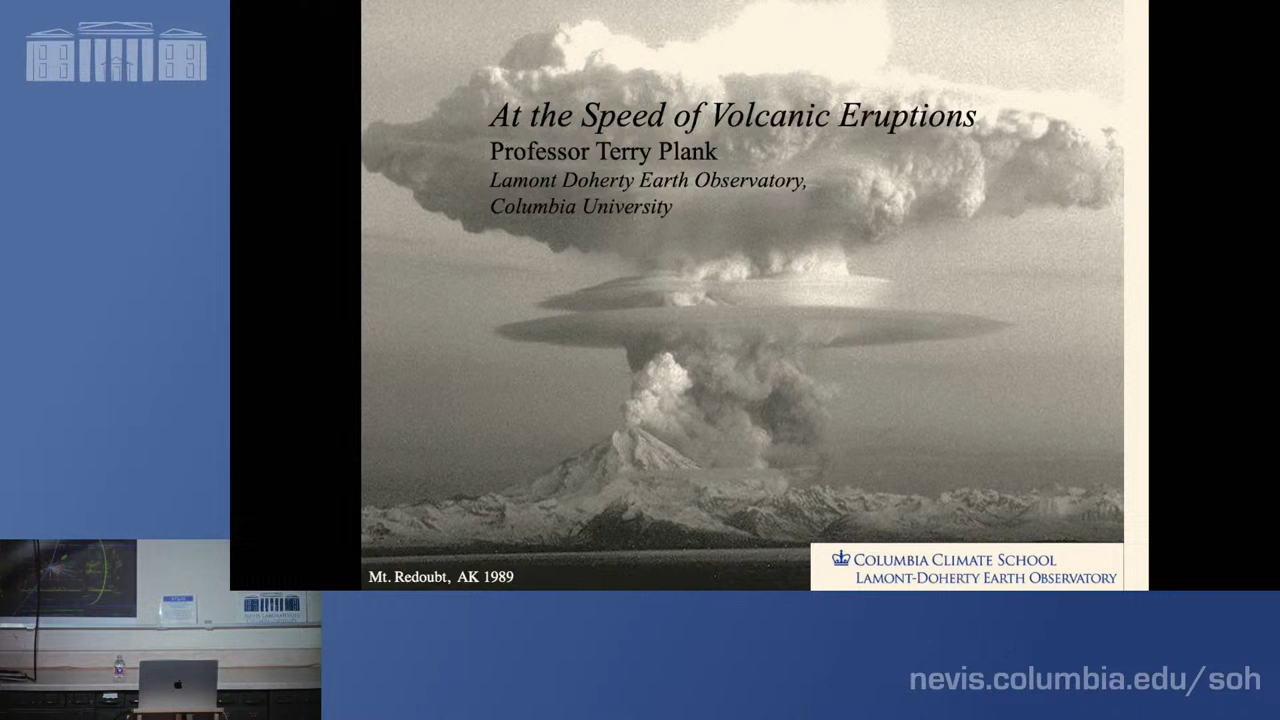 At the Speed of Volcanic Eruptions
Professor Terry Plank
Lamont Doherty Earth Observatory,
Columbia University
Mt. Redoubt, AK 1989
COLUMBIA CLIMATE SCHOOL
LAMONT-DOHERTY EARTH OBSERVATORY
nevis.columbia.edu/soh